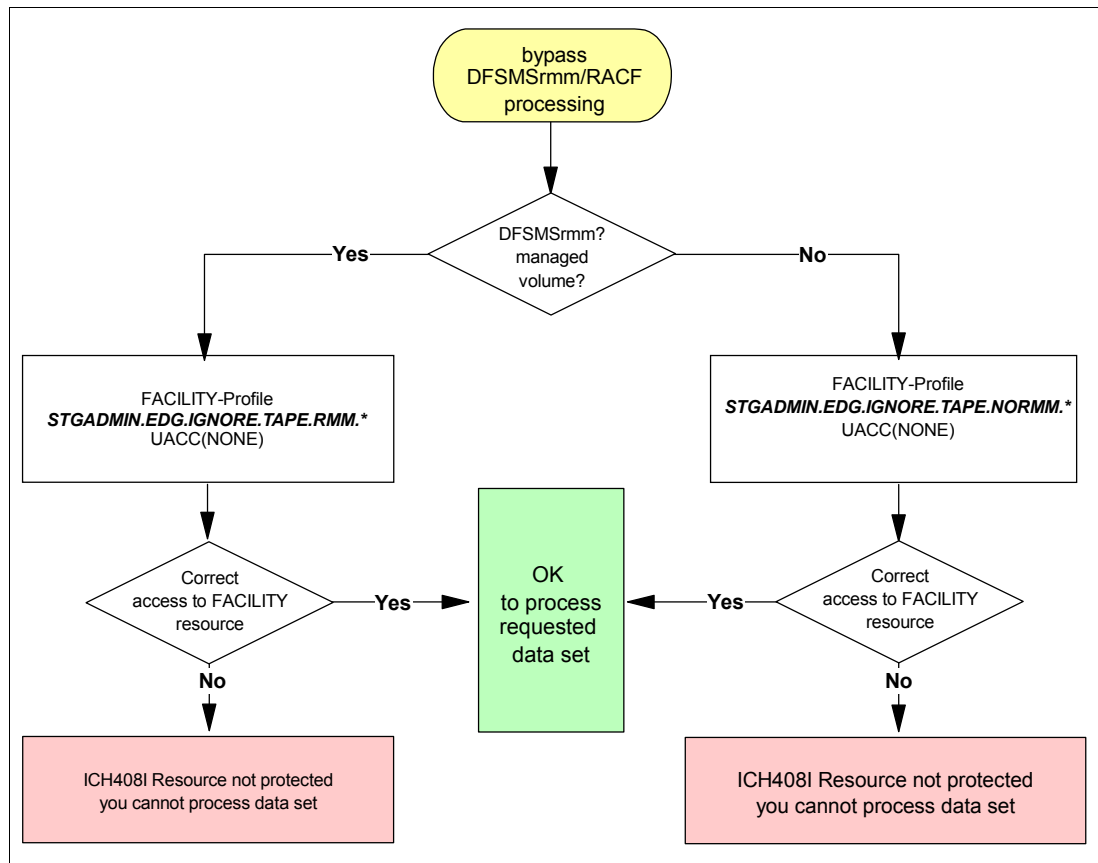 bypass
DFSMSrmm/RACF
processing
DFSMSrmm?
managed
volume?
Yes
No
FACILITY-Profile
STGADMIN.EDG.IGNORE.TAPE.RMM.*
UACC(NONE)
FACILITY-Profile
STGADMIN.EDG.IGNORE.TAPE.NORMM.*
UACC(NONE)
Correct
access to FACILITY
resource
Yes
OK
to process
requested
data set
Yes
Correct
access to FACILITY
resource
No
No
ICH408I Resource not protected
you cannot process data set
ICH408I Resource not protected
you cannot process data set